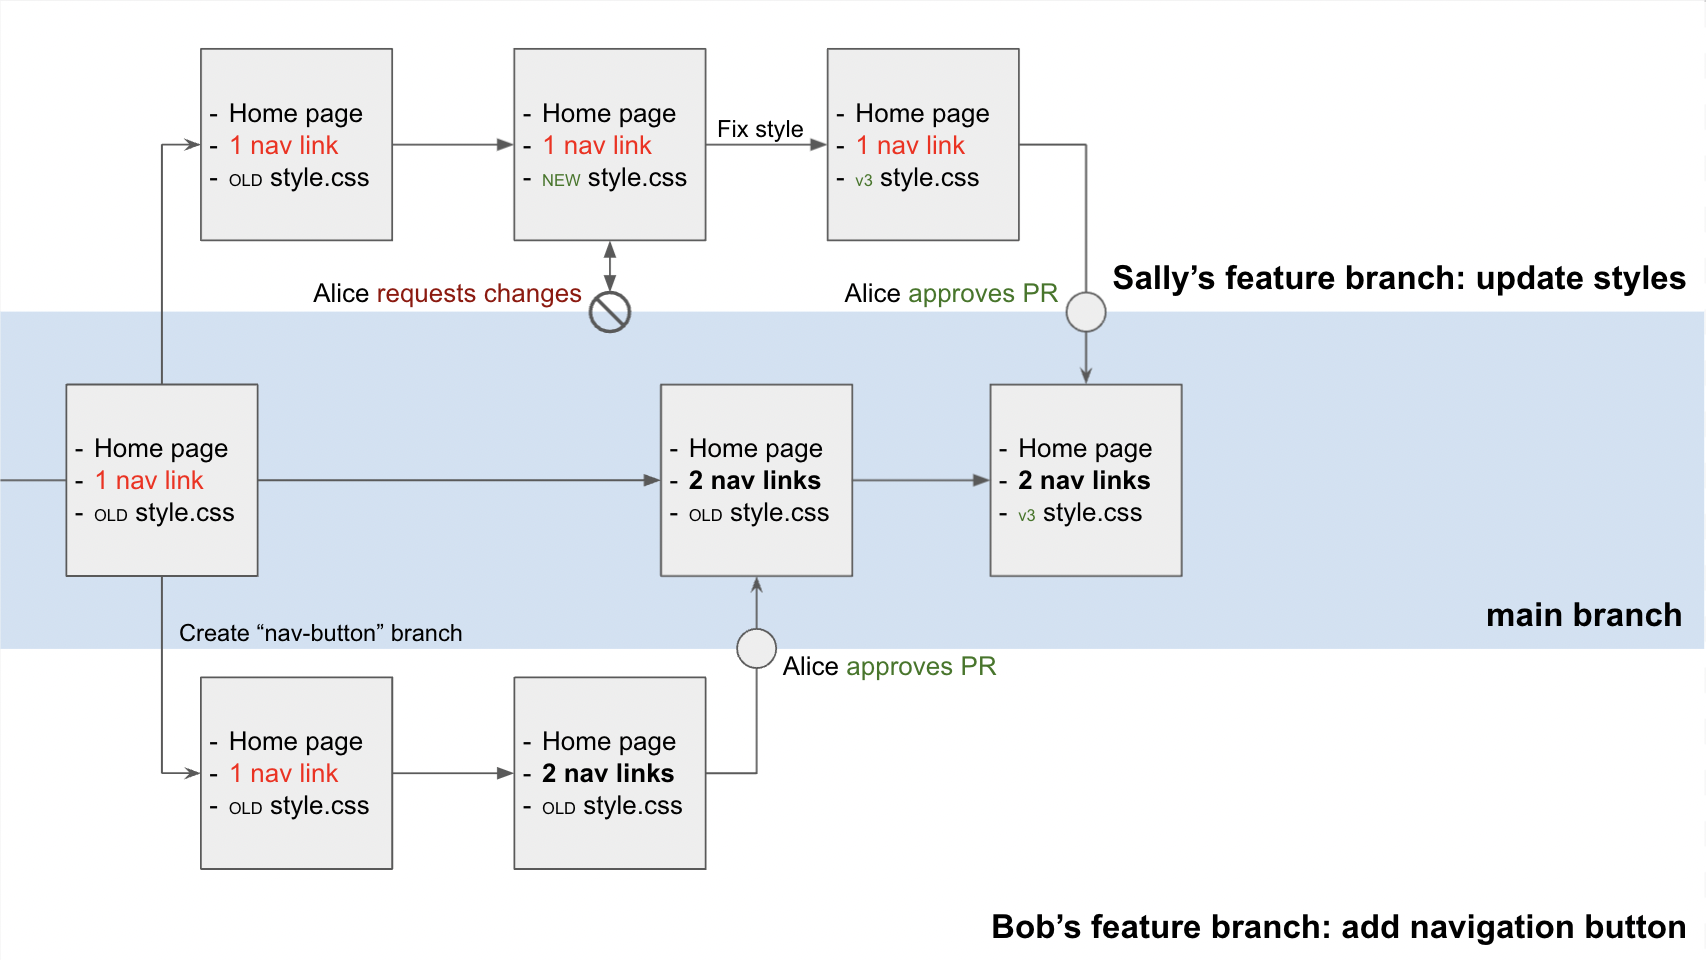 - Home page
- 1 nav link
- OLD style.css
- Home page
- 1 nav link
- NEW style.css
Fix style
- Home page
- 1 nav link
- v3 style.css
Alice requests changes
Alice approves PR
Sally’s feature branch: update styles
- Home page
- 1 nav link
- OLD style.css
- Home page
- 2 nav links
- OLD style.css
- Home page
- 2 nav links
- v3 style.css
main branch
Create “nav-button” branch
Alice approves PR
- Home page
- 1 nav link
- OLD style.css
- Home page
- 2 nav links
- OLD style.css
Bob’s feature branch: add navigation button